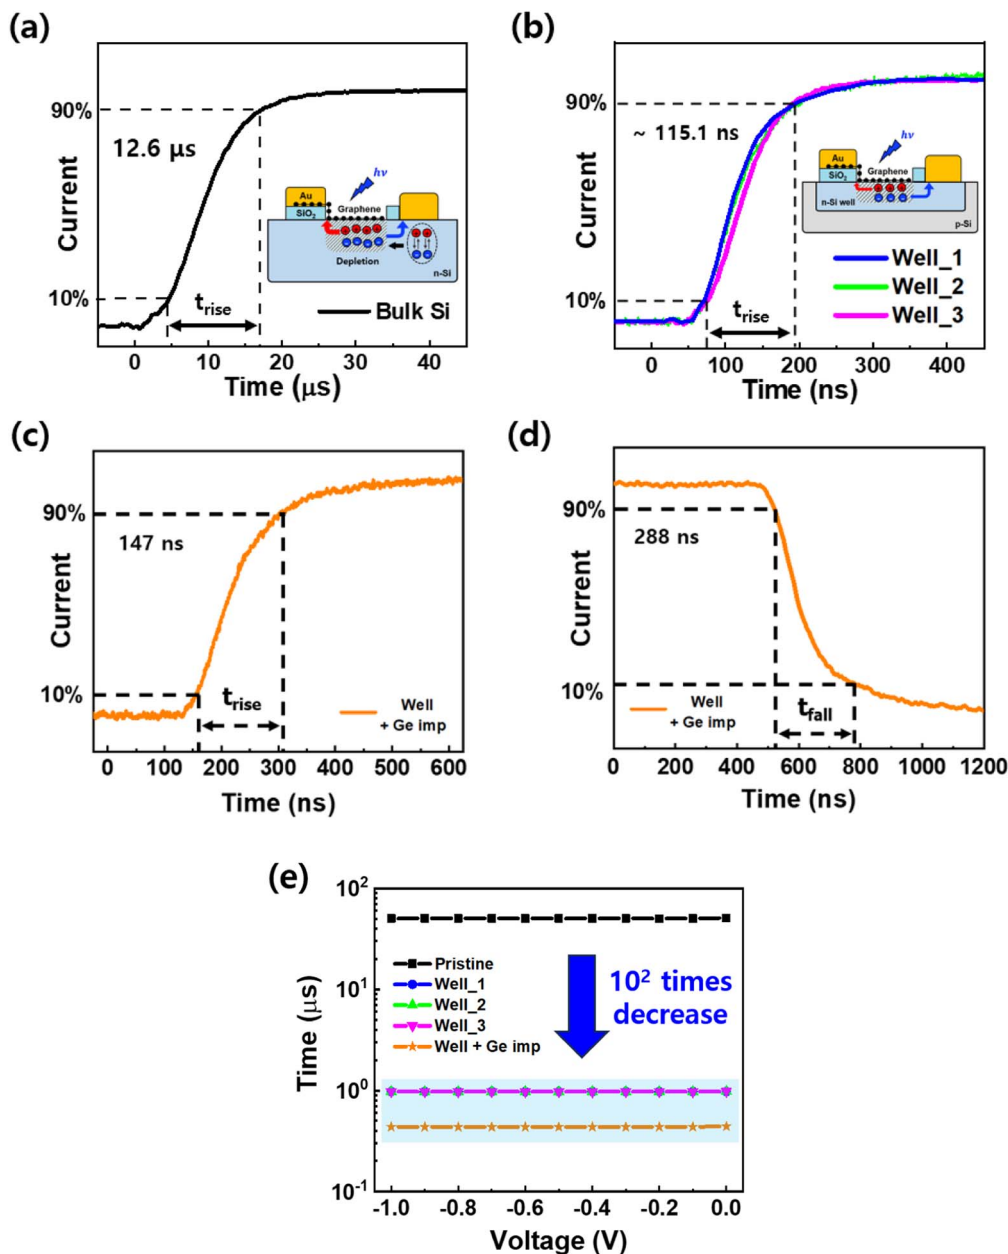 (a)
90%
12.6 μs
Current
10%
t_rise
Bulk Si
hν
Au
SiO₂
Graphene
Depletion
n-Si
0 10 20 30 40
Time (μs)
(b)
90%
~ 115.1 ns
Current
10%
t_rise
hν
Au
SiO₂
Graphene
n-Si well
p-Si
Well_1
Well_2
Well_3
0 100 200 300 400
Time (ns)
(c)
90%
147 ns
Current
10%
t_rise
Well
+ Ge imp
0 100 200 300 400 500 600
Time (ns)
(d)
90%
288 ns
Current
10%
t_fall
Well
+ Ge imp
0 200 400 600 800 1000 1200
Time (ns)
(e)
10²
10¹
10⁰
10⁻¹
Time (μs)
Pristine
Well_1
Well_2
Well_3
Well + Ge imp
10² times
decrease
-1.0 -0.8 -0.6 -0.4 -0.2 0.0
Voltage (V)